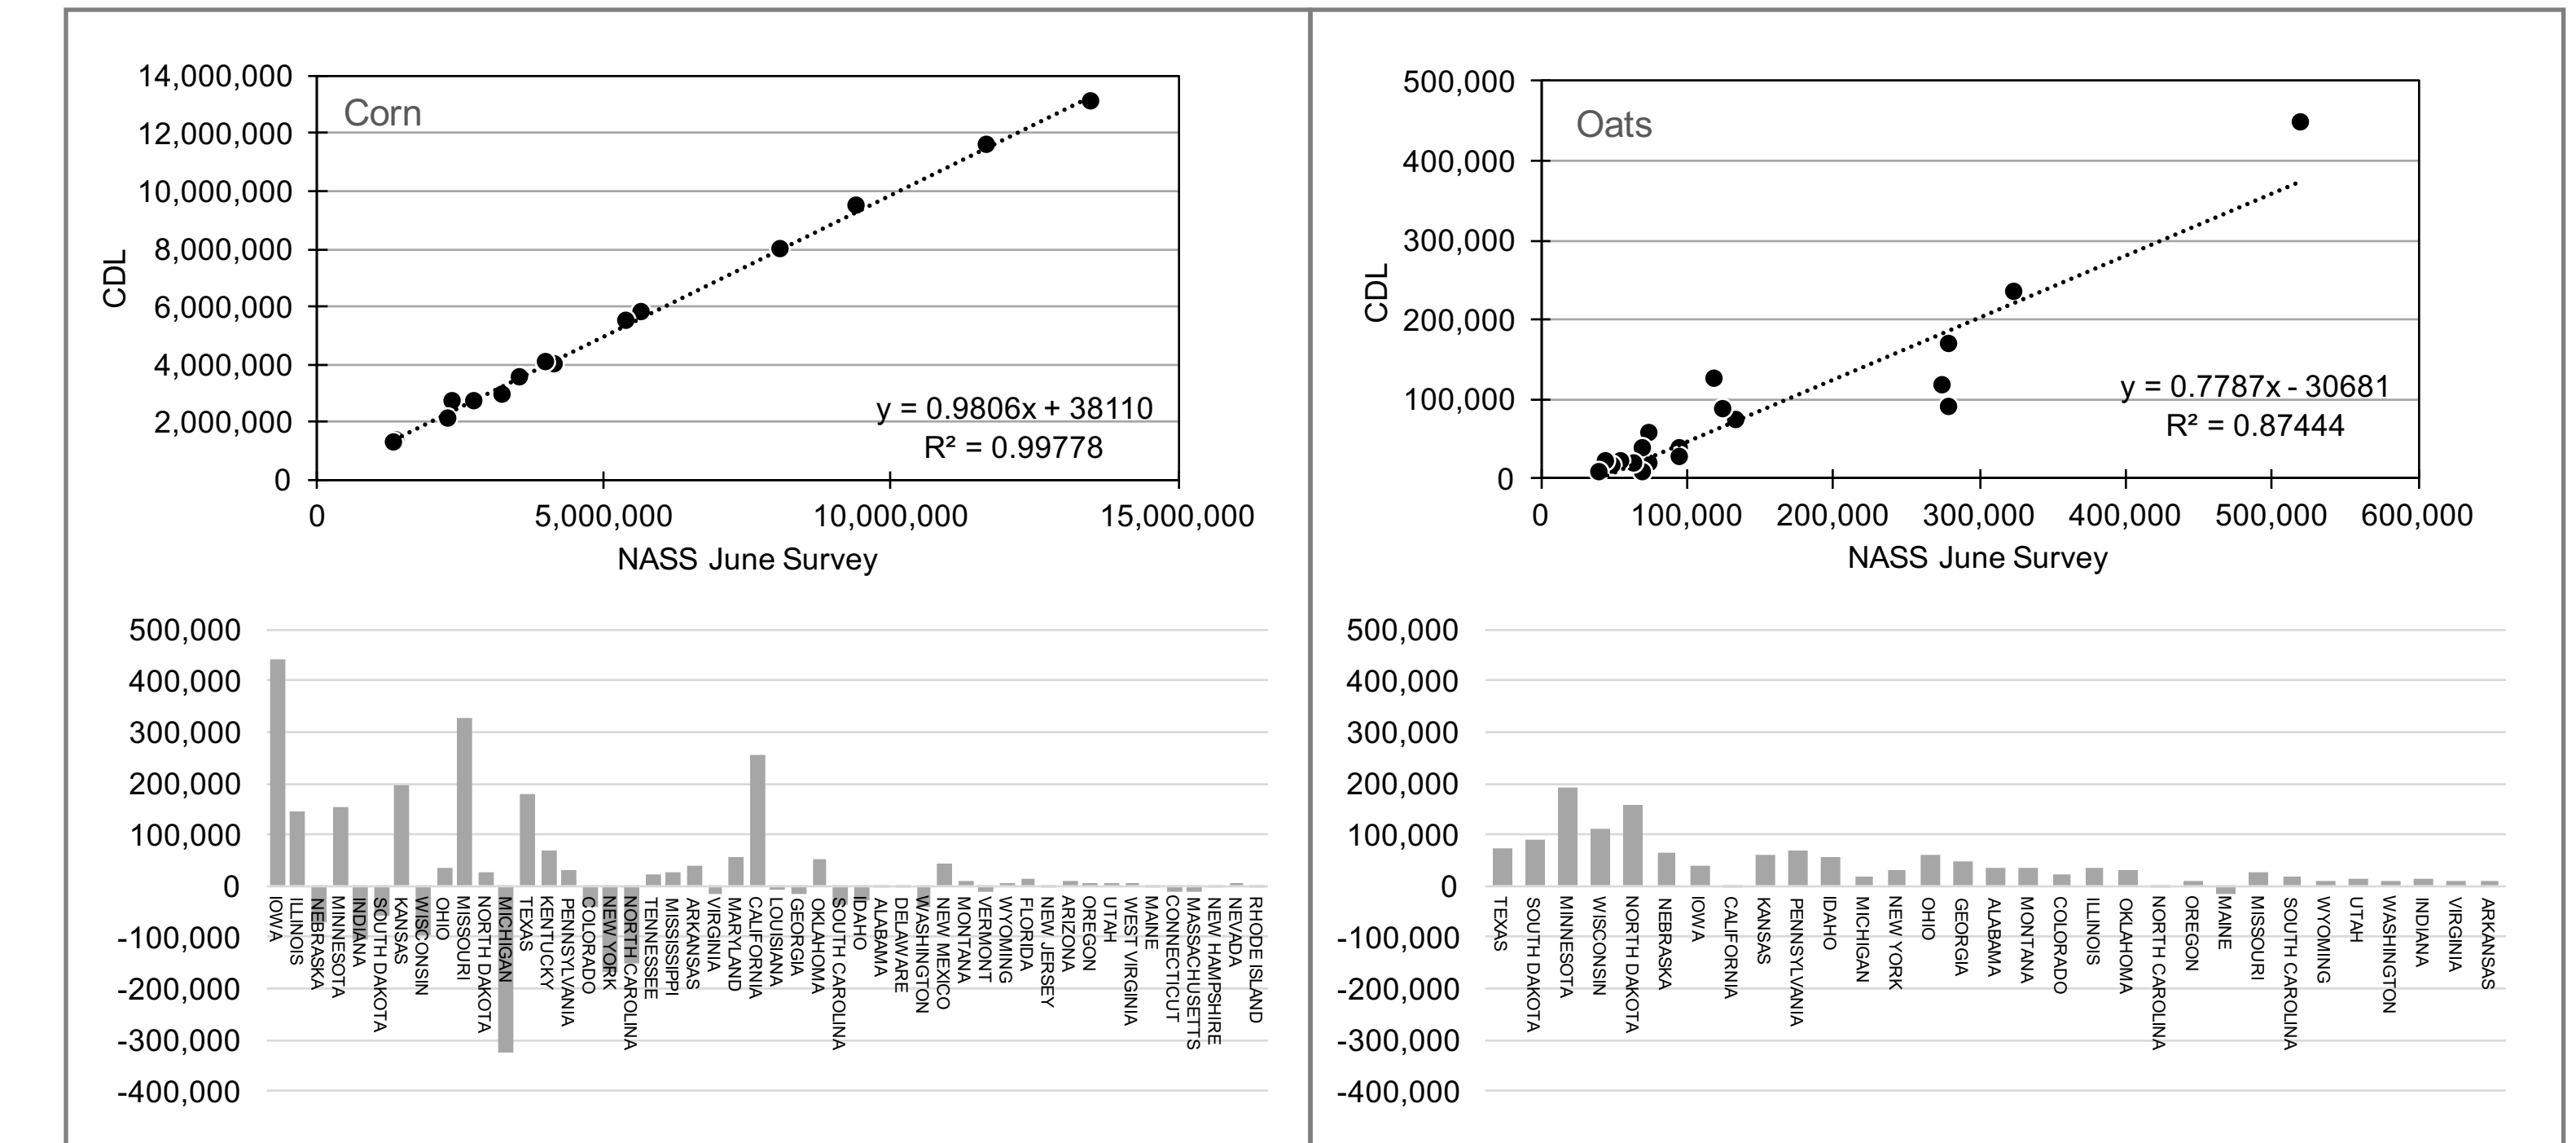 Corn
14,000,000
12,000,000
10,000,000
8,000,000
6,000,000
4,000,000
2,000,000
0
CDL
y = 0.9806x + 38110
R² = 0.99778
0 5,000,000 10,000,000 15,000,000
NASS June Survey
500,000
400,000
300,000
200,000
100,000
0
-100,000
-200,000
-300,000
-400,000
IOWA
ILLINOIS
NEBRASKA
MINNESOTA
INDIANA
SOUTH DAKOTA
KANSAS
WISCONSIN
OHIO
MISSOURI
NORTH DAKOTA
MICHIGAN
TEXAS
KENTUCKY
PENNSYLVANIA
COLORADO
NEW YORK
NORTH CAROLINA
TENNESSEE
MISSISSIPPI
ARKANSAS
VIRGINIA
MARYLAND
CALIFORNIA
LOUISIANA
GEORGIA
OKLAHOMA
SOUTH CAROLINA
IDAHO
ALABAMA
DELAWARE
WASHINGTON
NEW MEXICO
MONTANA
VERMONT
WYOMING
FLORIDA
NEW JERSEY
ARIZONA
OREGON
UTAH
WEST VIRGINIA
MAINE
CONNECTICUT
MASSACHUSETTS
NEW HAMPSHIRE
NEVADA
RHODE ISLAND
Oats
500,000
400,000
300,000
200,000
100,000
0
CDL
y = 0.7787x - 30681
R² = 0.87444
0 100,000 200,000 300,000 400,000 500,000 600,000
NASS June Survey
500,000
400,000
300,000
200,000
100,000
0
-100,000
-200,000
-300,000
-400,000
TEXAS
SOUTH DAKOTA
MINNESOTA
WISCONSIN
NORTH DAKOTA
NEBRASKA
IOWA
CALIFORNIA
KANSAS
PENNSYLVANIA
IDAHO
MICHIGAN
NEW YORK
OHIO
GEORGIA
ALABAMA
MONTANA
COLORADO
ILLINOIS
OKLAHOMA
NORTH CAROLINA
OREGON
MAINE
MISSOURI
SOUTH CAROLINA
WYOMING
UTAH
WASHINGTON
INDIANA
VIRGINIA
ARKANSAS